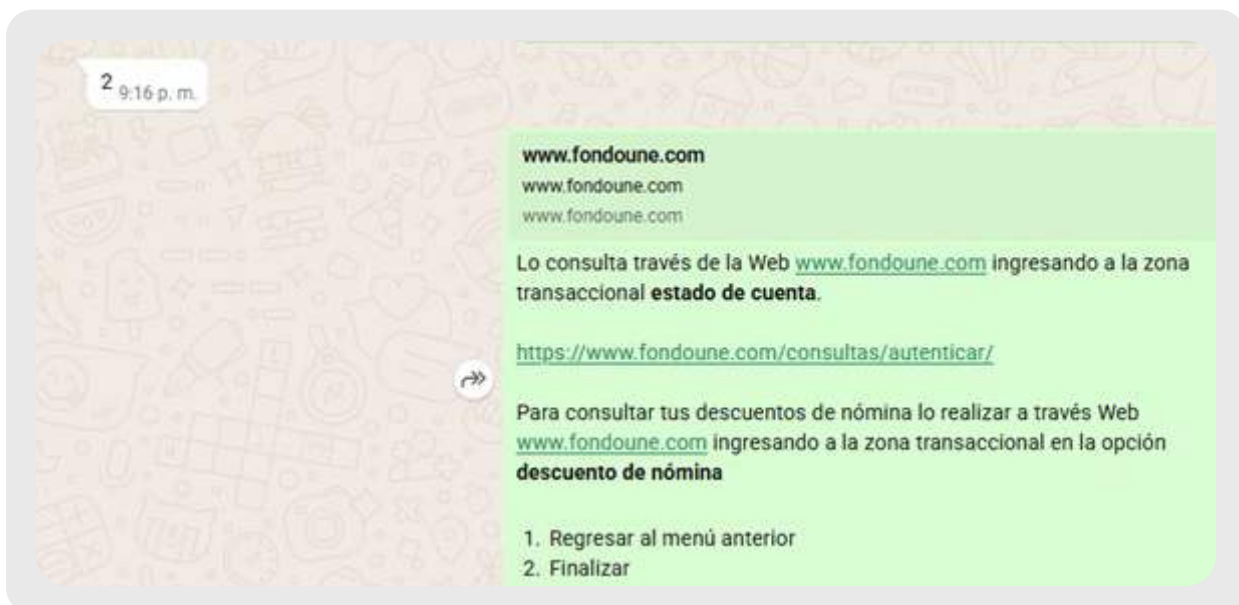 2 9:16 p. m.
www.fondoune.com
www.fondoune.com
www.fondoune.com
Lo consulta través de la Web www.fondoune.com ingresando a la zona
transaccional estado de cuenta.
https://www.fondoune.com/consultas/autenticar/
Para consultar tus descuentos de nómina lo realizar a través Web
www.fondoune.com ingresando a la zona transaccional en la opción
descuento de nómina
1. Regresar al menú anterior
2. Finalizar